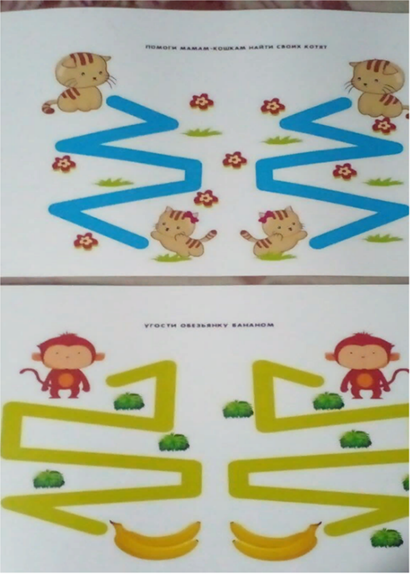 ПОМОГИ МАМАМ-КОШКАМ НАЙТИ СВОИХ КОТЯТ
УГОСТИ ОБЕЗЬЯНКУ БАНАНОМ